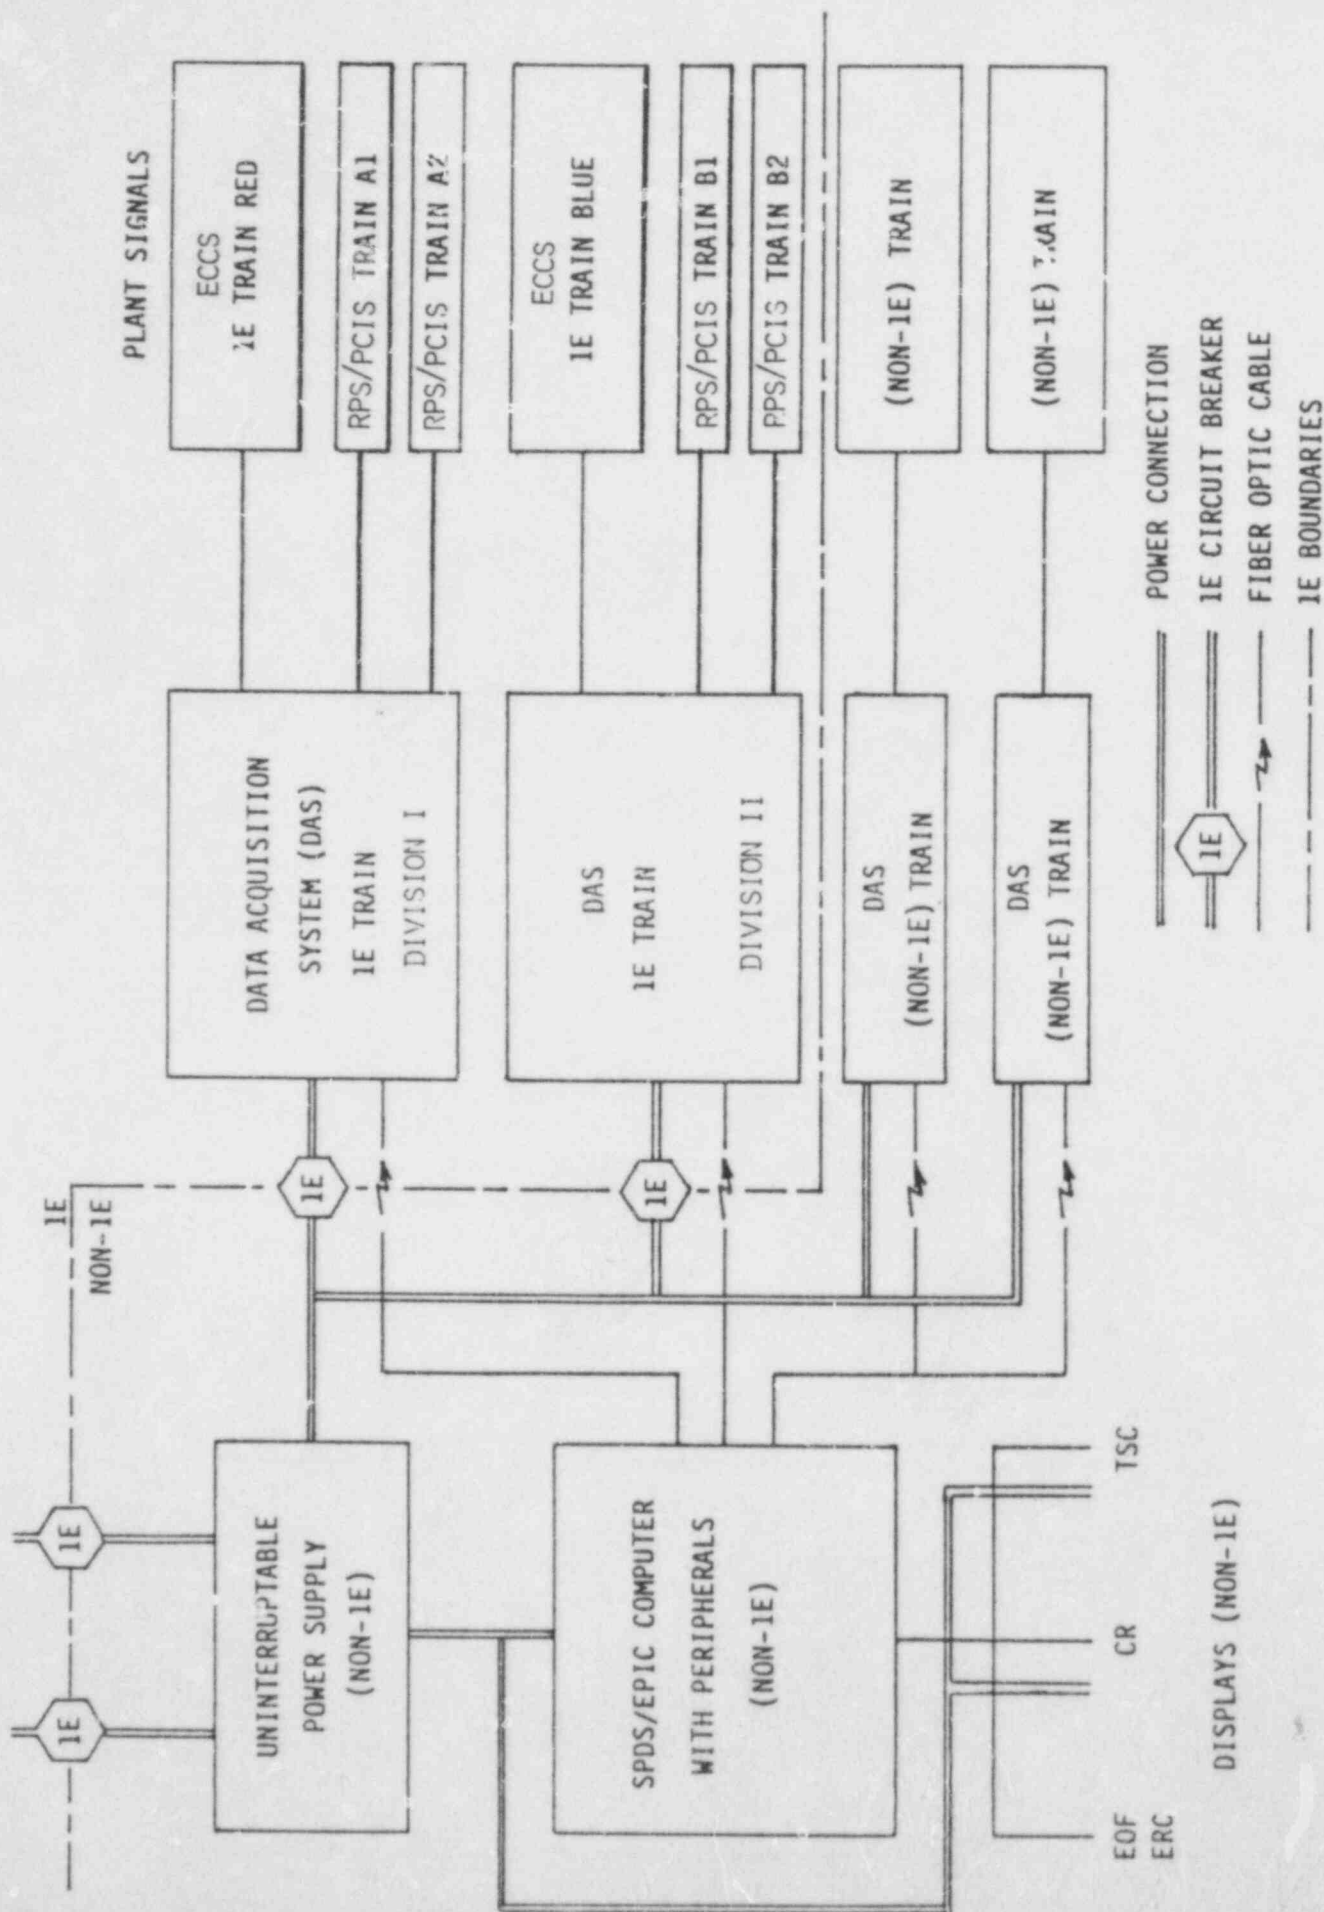 PLANT SIGNALS
ECCS
1E TRAIN RED
RPS/PCIS TRAIN A1
RPS/PCIS TRAIN A2
ECCS
1E TRAIN BLUE
RPS/PCIS TRAIN B1
RPS/PCIS TRAIN B2
(NON-1E) TRAIN
(NON-1E) TRAIN
DATA ACQUISITION
SYSTEM (DAS)
1E TRAIN
DIVISION I
DAS
1E TRAIN
DIVISION II
DAS
(NON-1E) TRAIN
DAS
(NON-1E) TRAIN
1E
NON-1E
1E
1E
1E
1E
UNINTERRUPTABLE
POWER SUPPLY
(NON-1E)
SPDS/EPIC COMPUTER
WITH PERIPHERALS
(NON-1E)
EOF
ERC
CR
TSC
DISPLAYS (NON-1E)
POWER CONNECTION
1E
1E CIRCUIT BREAKER
FIBER OPTIC CABLE
1E BOUNDARIES